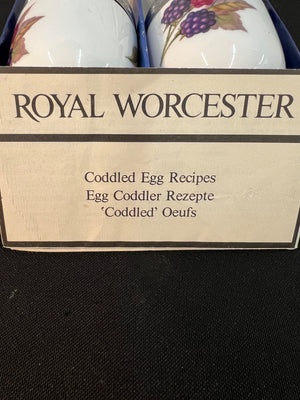 ROYAL WORCESTER
Coddled Egg Recipes
Egg Coddler Rezepte
'Coddled' Oeufs